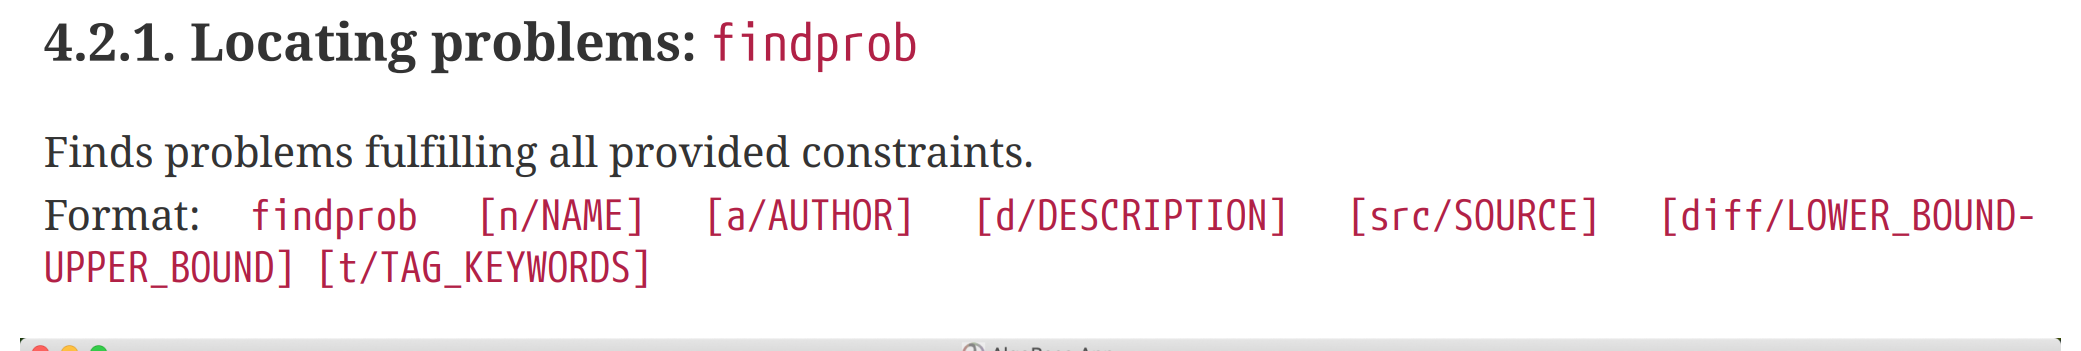 4.2.1. Locating problems: findprob
Finds problems fulfilling all provided constraints.
Format: findprob [n/NAME] [a/AUTHOR] [d/DESCRIPTION] [src/SOURCE] [diff/LOWER_BOUND-
UPPER_BOUND] [t/TAG_KEYWORDS]